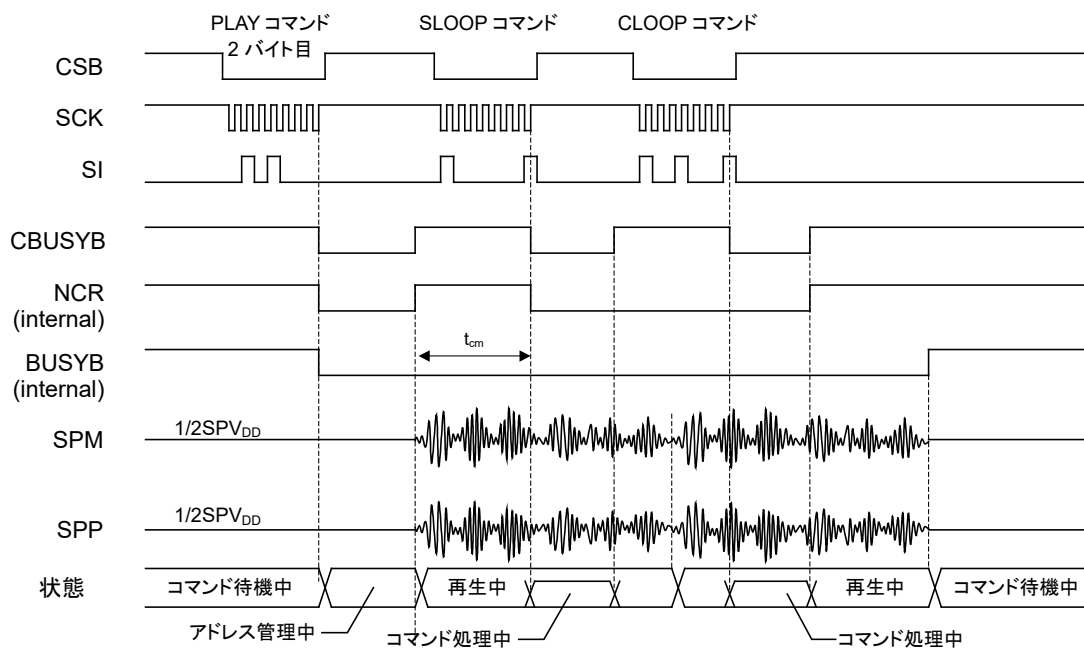 PLAY コマンド
2 バイト目
SLOOP コマンド
CLOOP コマンド
CSB
SCK
SI
CBUSYB
NCR
(internal)
tcm
BUSYB
(internal)
SPM
1/2SPVDD
SPP
1/2SPVDD
状態
コマンド待機中
再生中
再生中
コマンド待機中
アドレス管理中
コマンド処理中
コマンド処理中